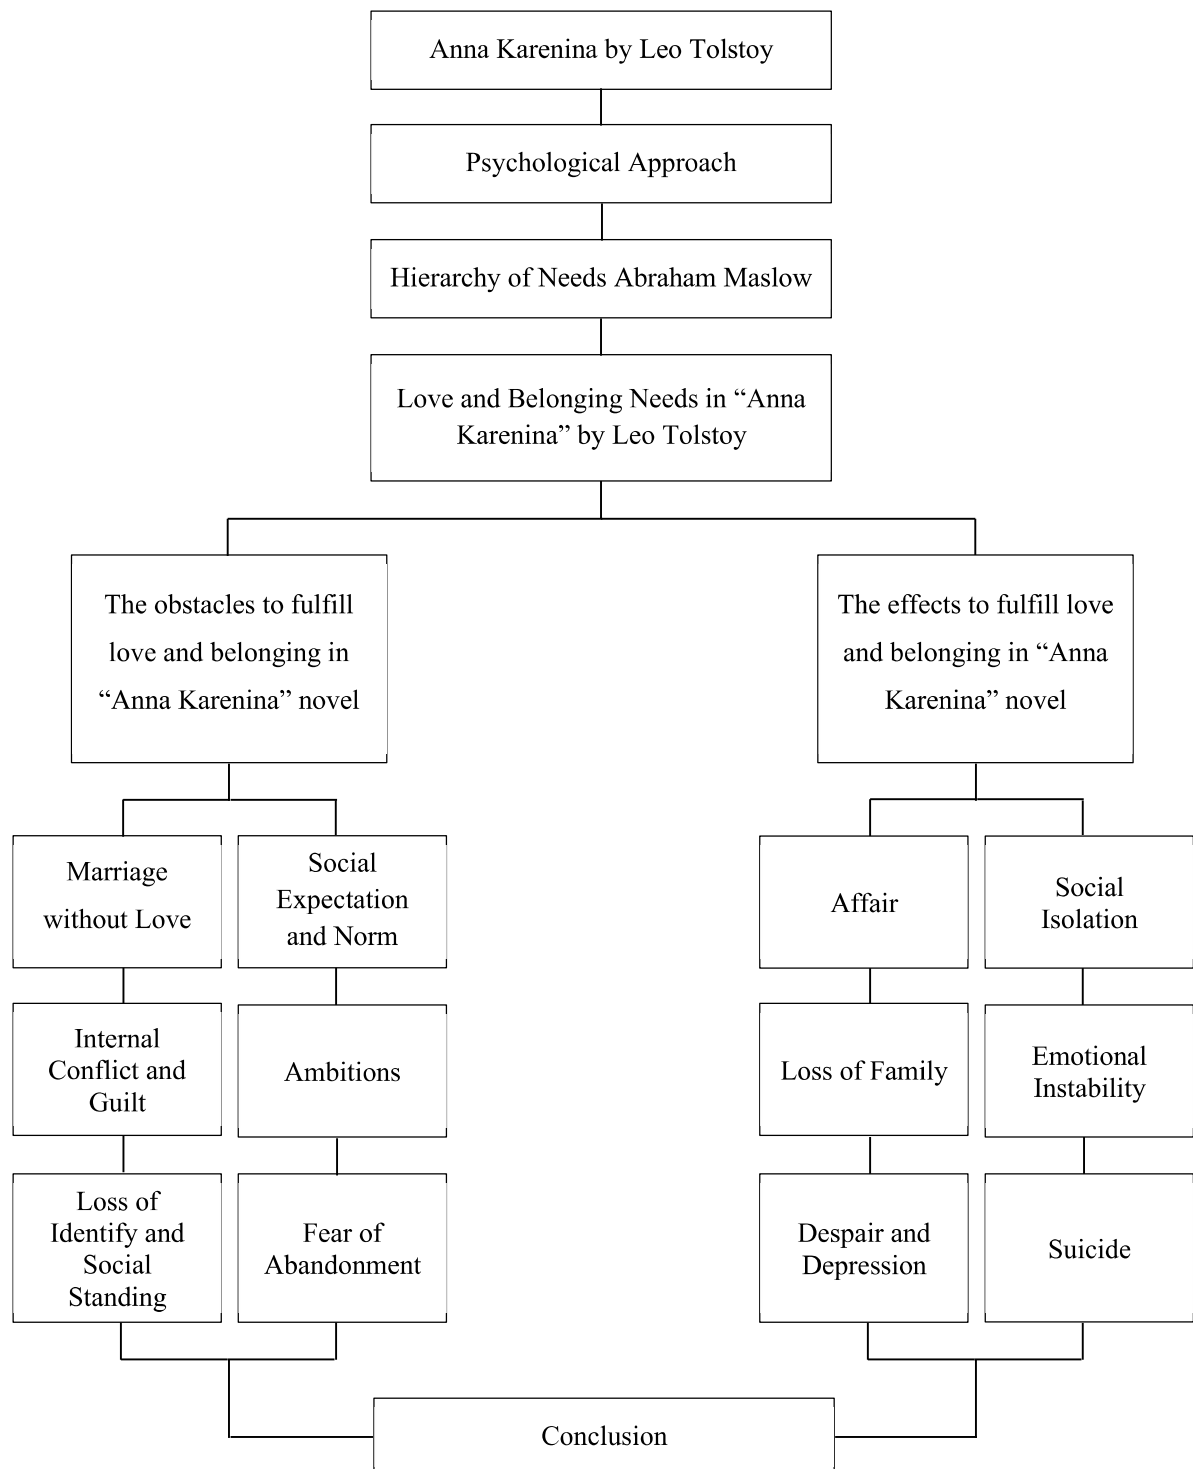 Anna Karenina by Leo Tolstoy
Psychological Approach
Hierarchy of Needs Abraham Maslow
Love and Belonging Needs in “Anna
Karenina” by Leo Tolstoy
The obstacles to fulfill
love and belonging in
“Anna Karenina” novel
The effects to fulfill love
and belonging in “Anna
Karenina” novel
Marriage
without Love
Social
Expectation
and Norm
Affair
Social
Isolation
Internal
Conflict and
Guilt
Ambitions
Loss of Family
Emotional
Instability
Loss of
Identify and
Social
Standing
Fear of
Abandonment
Despair and
Depression
Suicide
Conclusion